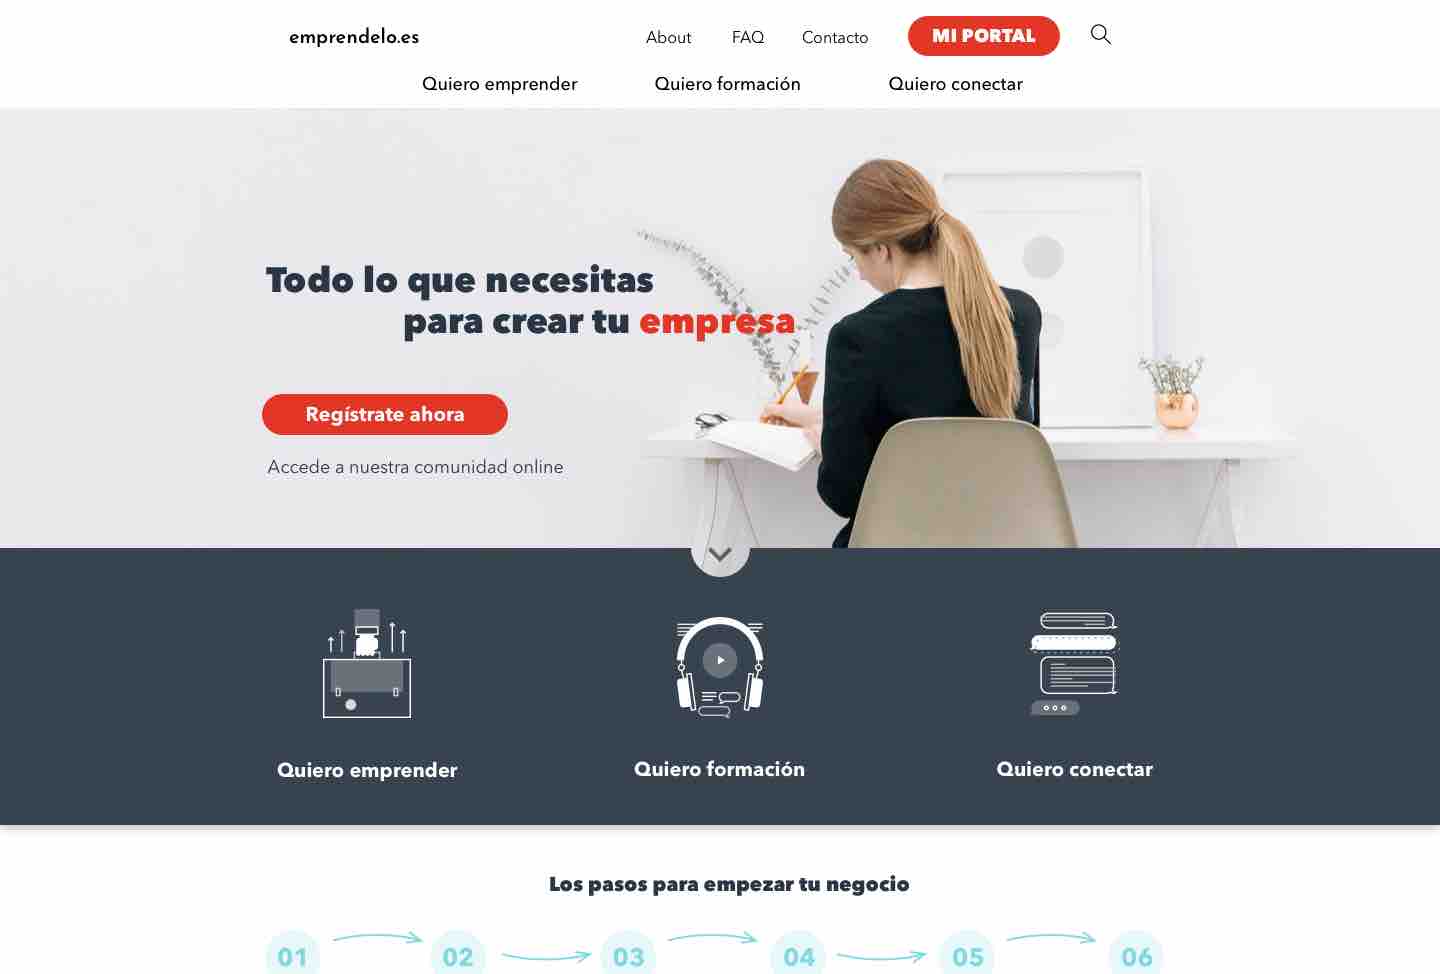 emprendelo.es
About FAQ Contacto MI PORTAL
Quiero emprender Quiero formación Quiero conectar
Todo lo que necesitas
para crear tu empresa
Regístrate ahora
Accede a nuestra comunidad online
Quiero emprender Quiero formación Quiero conectar
Los pasos para empezar tu negocio
01 02 03 04 05 06